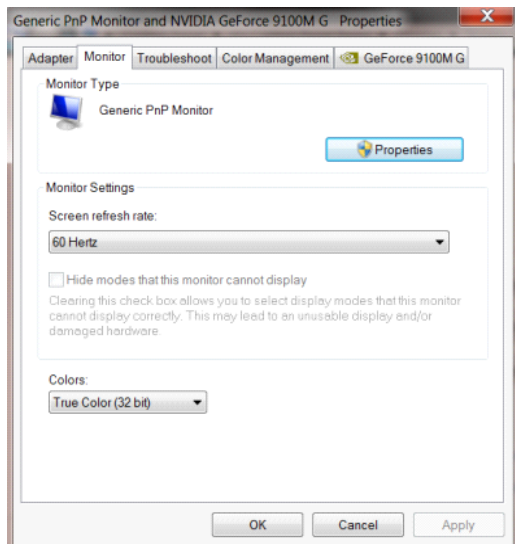 Generic PnP Monitor and NVIDIA GeForce 9100M G Properties
X
Adapter Monitor Troubleshoot Color Management GeForce 9100M G
Monitor Type
Generic PnP Monitor
Properties
Monitor Settings
Screen refresh rate:
60 Hertz
Hide modes that this monitor cannot display
Clearing this check box allows you to select display modes that this monitor
cannot display correctly. This may lead to an unusable display and/or
damaged hardware.
Colors:
True Color (32 bit)
OK Cancel Apply